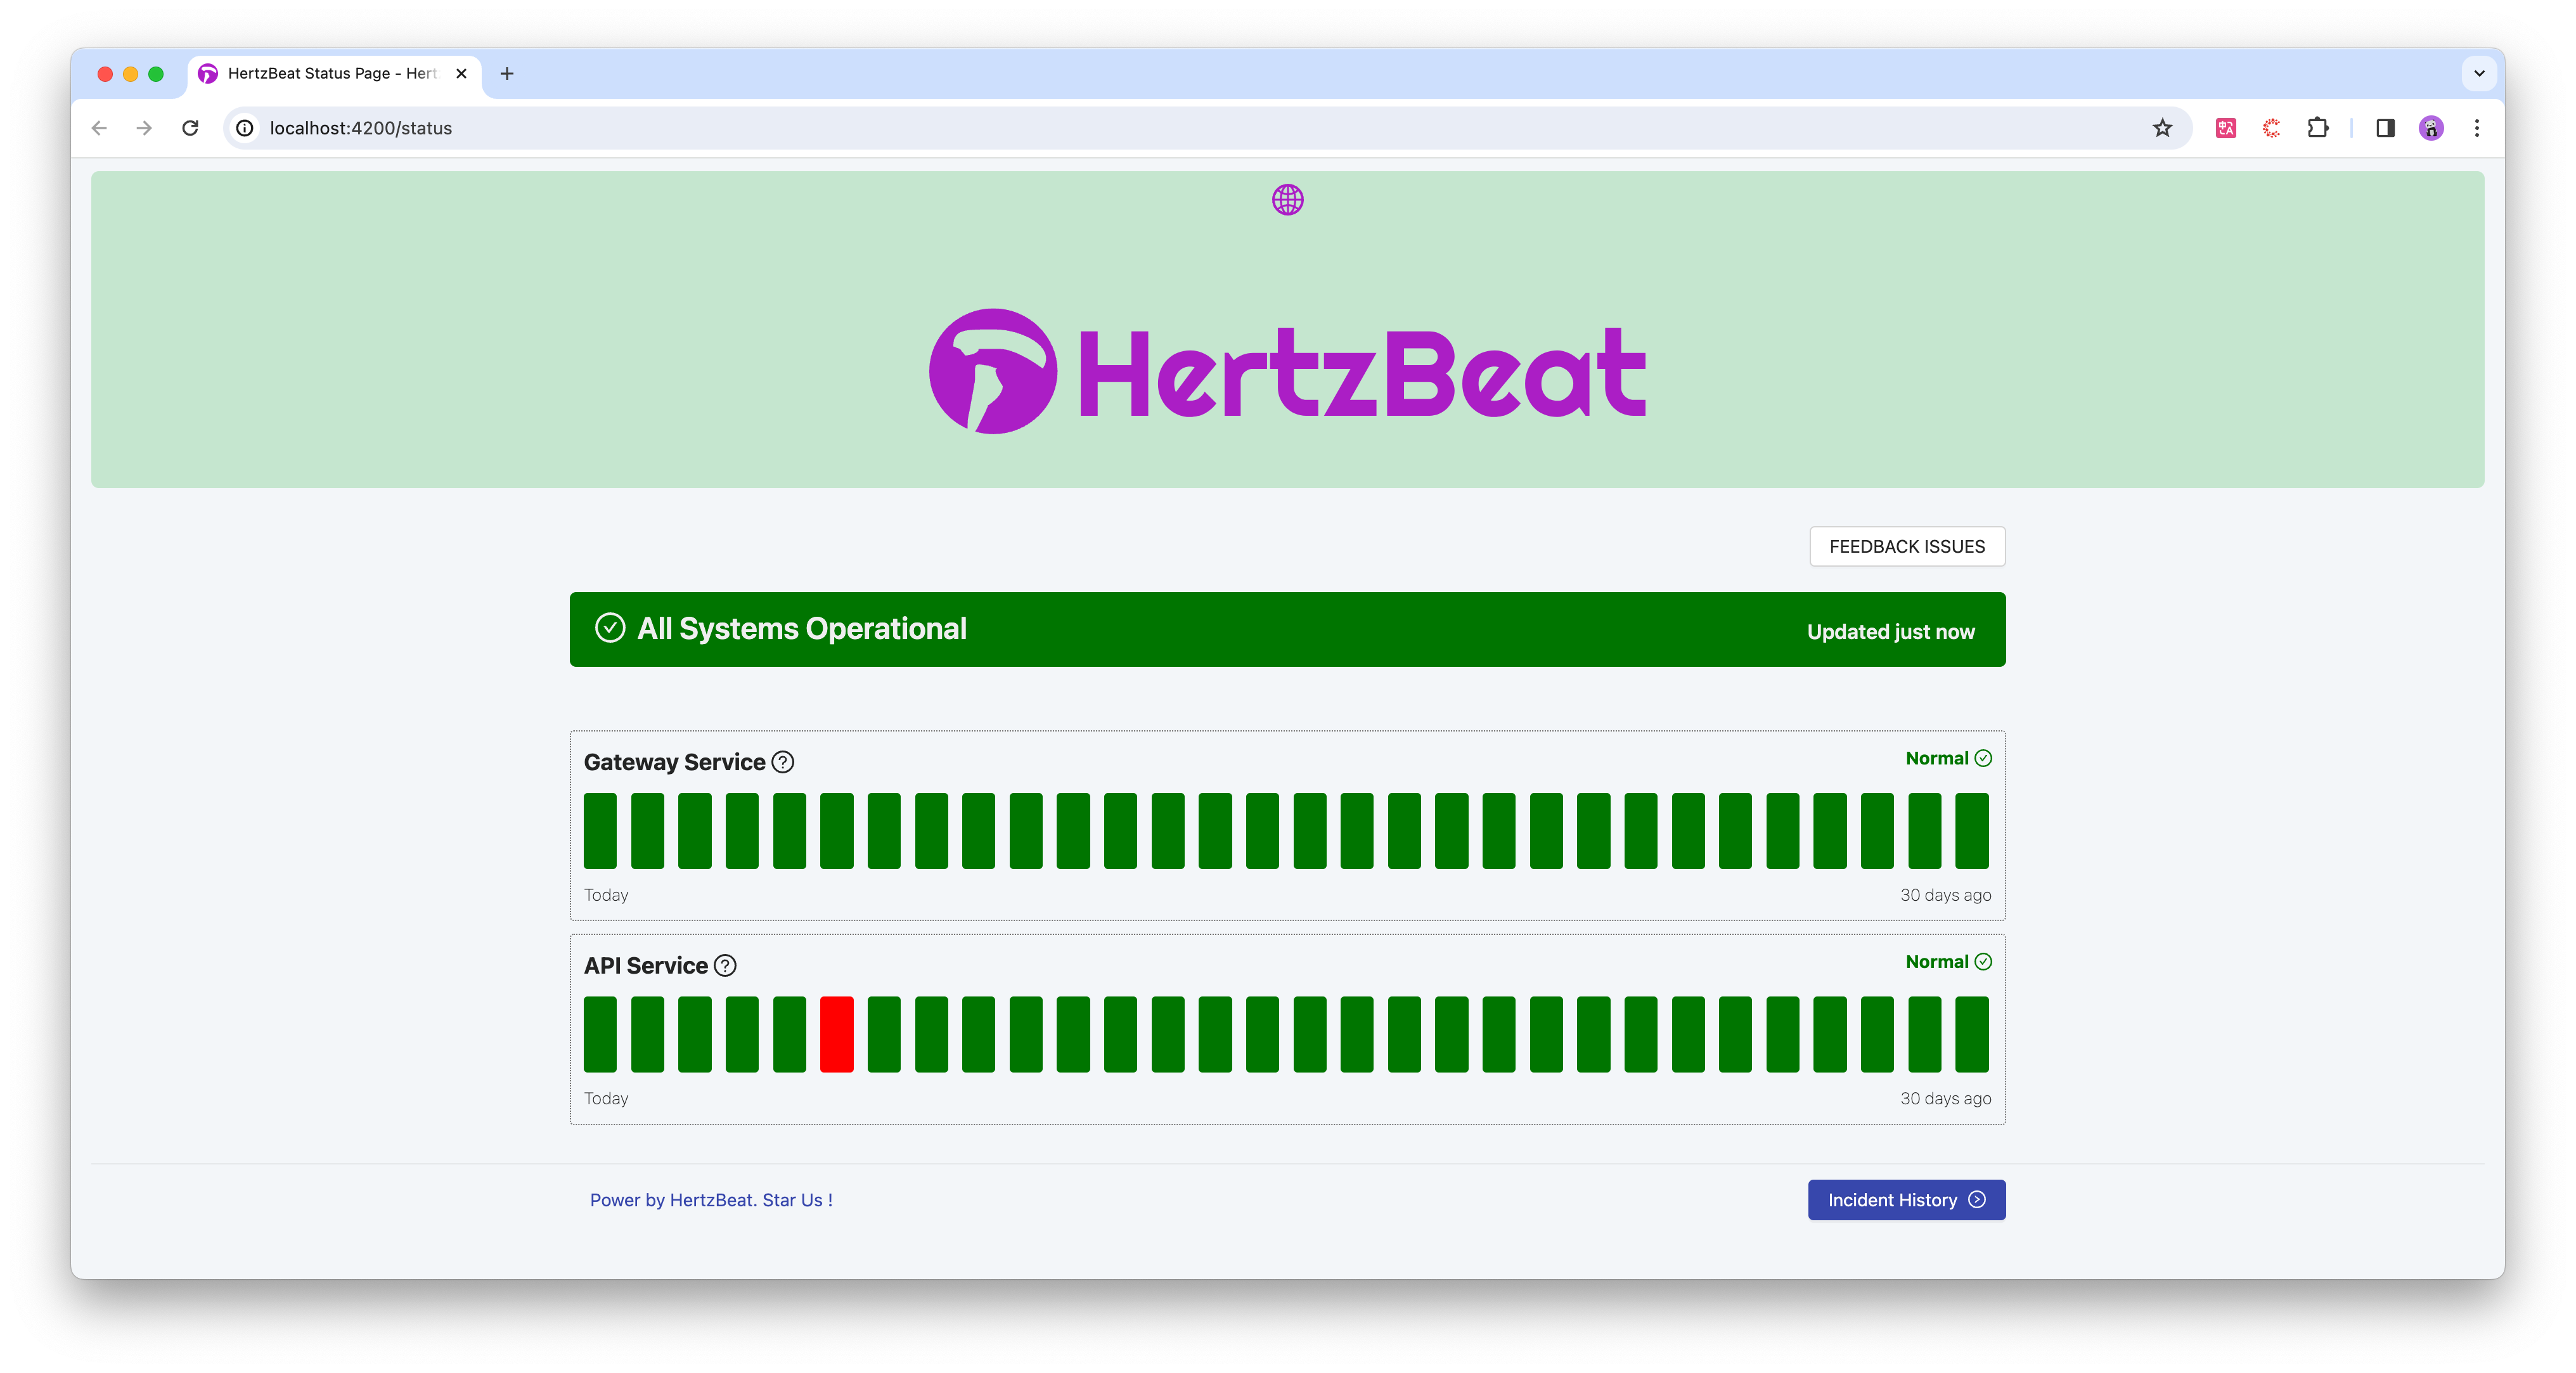 HertzBeat Status Page - Hert
localhost:4200/status
HertzBeat
FEEDBACK ISSUES
All Systems Operational
Updated just now
Gateway Service
Normal
Today
30 days ago
API Service
Normal
Today
30 days ago
Power by HertzBeat. Star Us !
Incident History